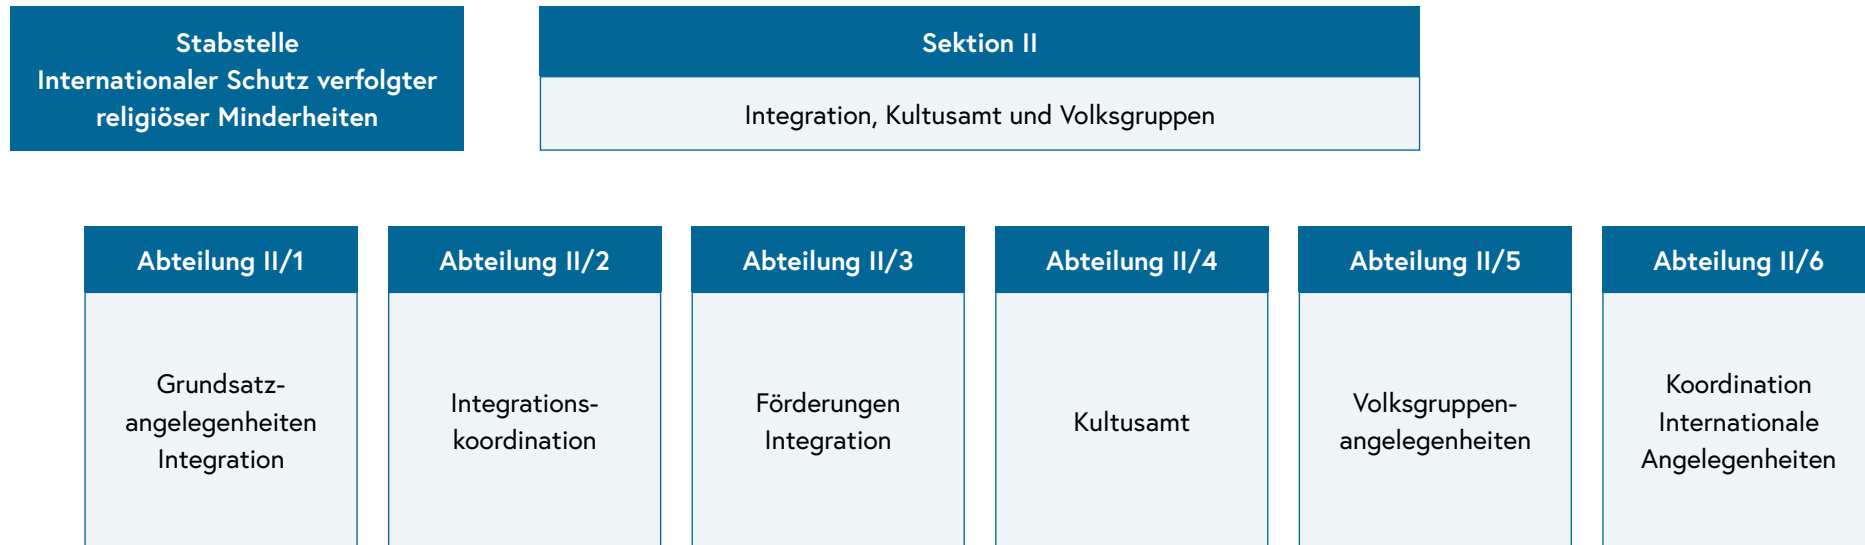 Stabstelle
Internationaler Schutz verfolgter
religiöser Minderheiten
Sektion II
Integration, Kultusamt und Volksgruppen
Abteilung II/1
Grundsatz-
angelegenheiten
Integration
Abteilung II/2
Integrations-
koordination
Abteilung II/3
Förderungen
Integration
Abteilung II/4
Kultusamt
Abteilung II/5
Volksgruppen-
angelegenheiten
Abteilung II/6
Koordination
Internationale
Angelegenheiten